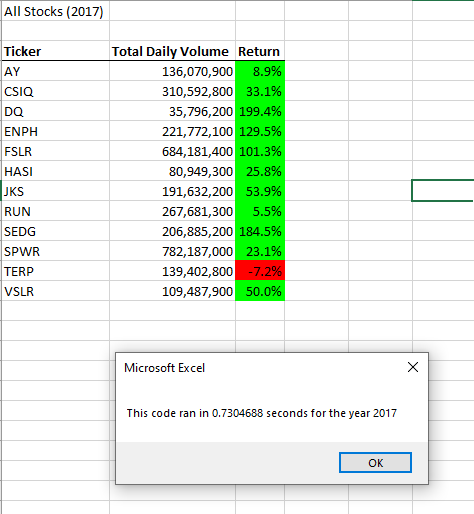 All Stocks (2017)
Ticker Total Daily Volume Return
AY 136,070,900 8.9%
CSIQ 310,592,800 33.1%
DQ 35,796,200 199.4%
ENPH 221,772,100 129.5%
FSLR 684,181,400 101.3%
HASI 80,949,300 25.8%
JKS 191,632,200 53.9%
RUN 267,681,300 5.5%
SEDG 206,885,200 184.5%
SPWR 782,187,000 23.1%
TERP 139,402,800 -7.2%
VSLR 109,487,900 50.0%
Microsoft Excel
This code ran in 0.7304688 seconds for the year 2017
OK